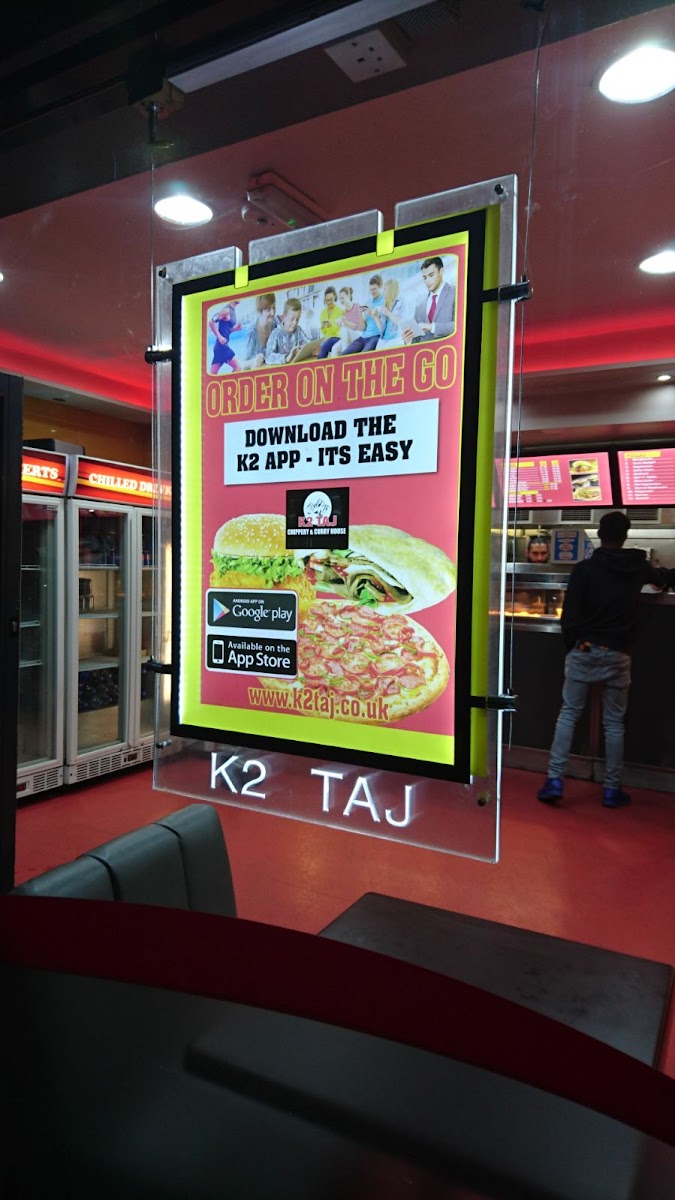 ORDER ON THE GO
DOWNLOAD THE
K2 APP - ITS EASY
K2 TAJ
CHIPPERY & CURRY HOUSE
ANDROID APP ON
Google play
Available on the
App Store
www.k2taj.co.uk
K2 TAJ
ERTS
CHILLED DRINK